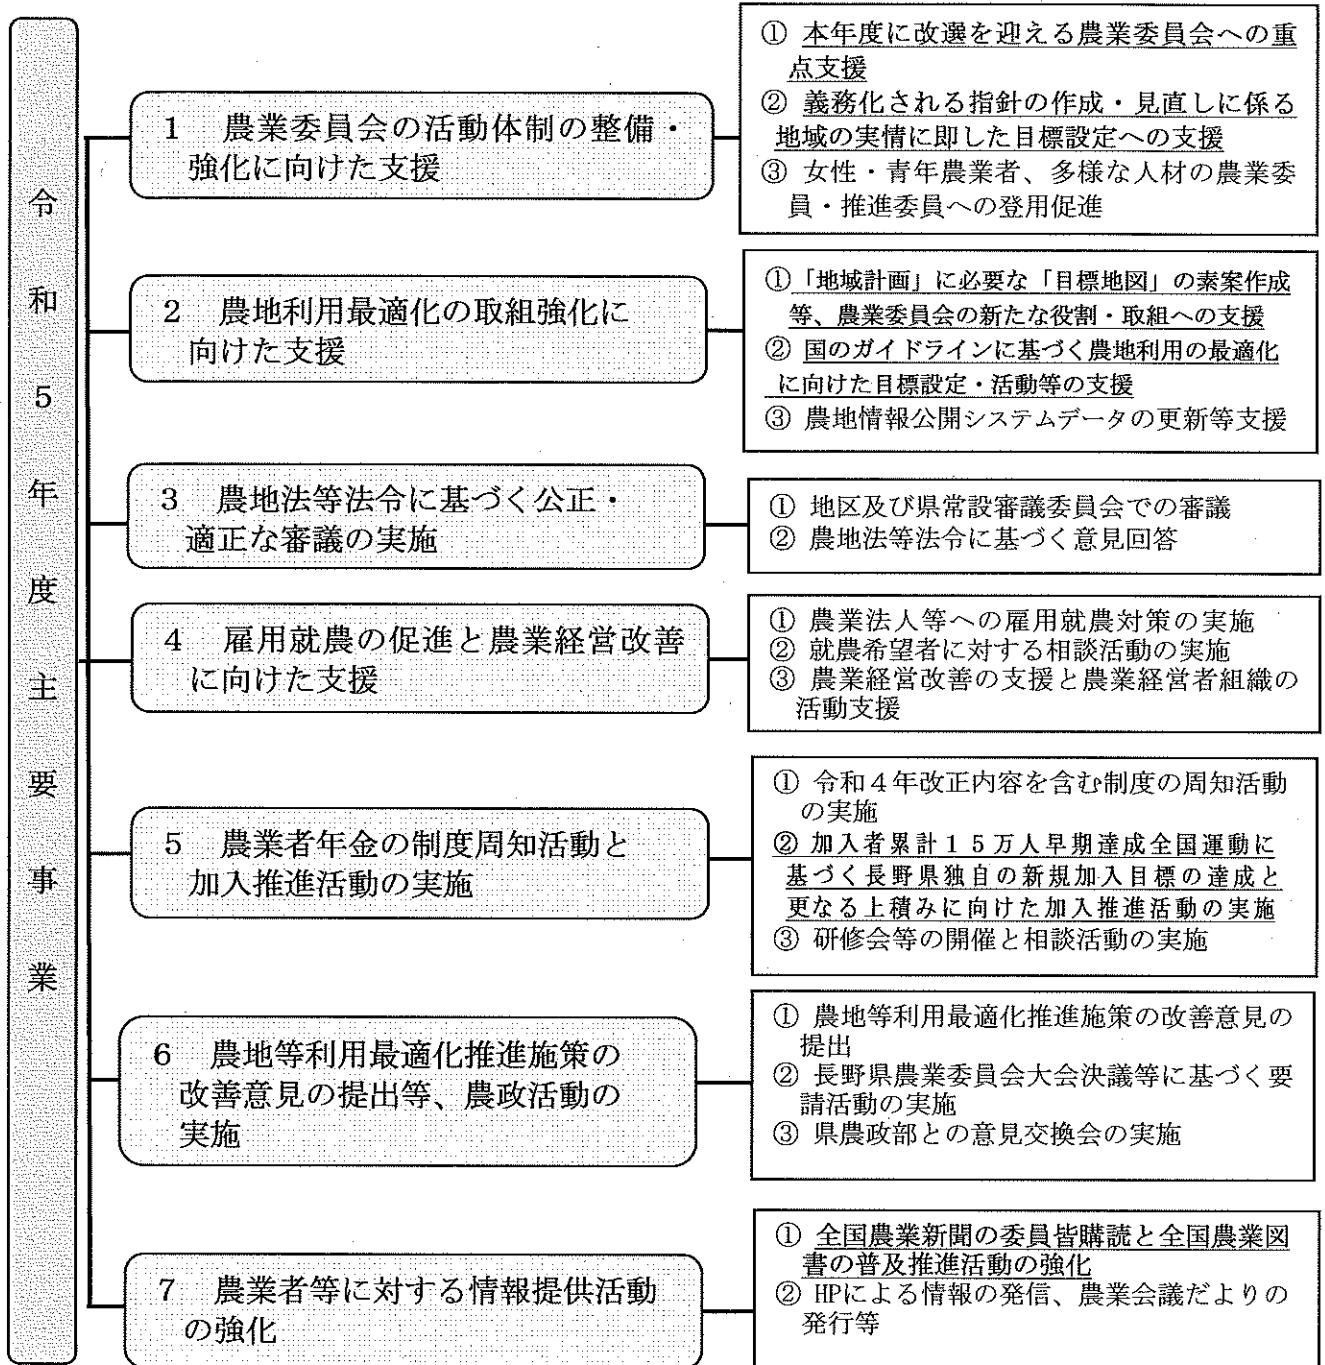 令和5年度主要事業
1 農業委員会の活動体制の整備・
強化に向けた支援
① 本年度に改選を迎える農業委員会への重
点支援
② 義務化される指針の作成・見直しに係る
地域の実情に即した目標設定への支援
③ 女性・青年農業者、多様な人材の農業委
員・推進委員への登用促進
2 農地利用最適化の取組強化に
向けた支援
①「地域計画」に必要な「目標地図」の素案作成
等、農業委員会の新たな役割・取組への支援
② 国のガイドラインに基づく農地利用の最適化
に向けた目標設定・活動等の支援
③ 農地情報公開システムデータの更新等支援
3 農地法等法令に基づく公正・
適正な審議の実施
① 地区及び県常設審議委員会での審議
② 農地法等法令に基づく意見回答
4 雇用就農の促進と農業経営改善
に向けた支援
① 農業法人等への雇用就農対策の実施
② 就農希望者に対する相談活動の実施
③ 農業経営改善の支援と農業経営者組織の
活動支援
5 農業者年金の制度周知活動と
加入推進活動の実施
① 令和4年改正内容を含む制度の周知活動
の実施
② 加入者累計15万人早期達成全国運動に
基づく長野県独自の新規加入目標の達成と
更なる上積みに向けた加入推進活動の実施
③ 研修会等の開催と相談活動の実施
6 農地等利用最適化推進施策の
改善意見の提出等、農政活動の
実施
① 農地等利用最適化推進施策の改善意見の
提出
② 長野県農業委員会大会決議等に基づく要
請活動の実施
③ 県農政部との意見交換会の実施
7 農業者等に対する情報提供活動
の強化
① 全国農業新聞の委員皆購読と全国農業図
書の普及推進活動の強化
② HPによる情報の発信、農業会議だよりの
発行等